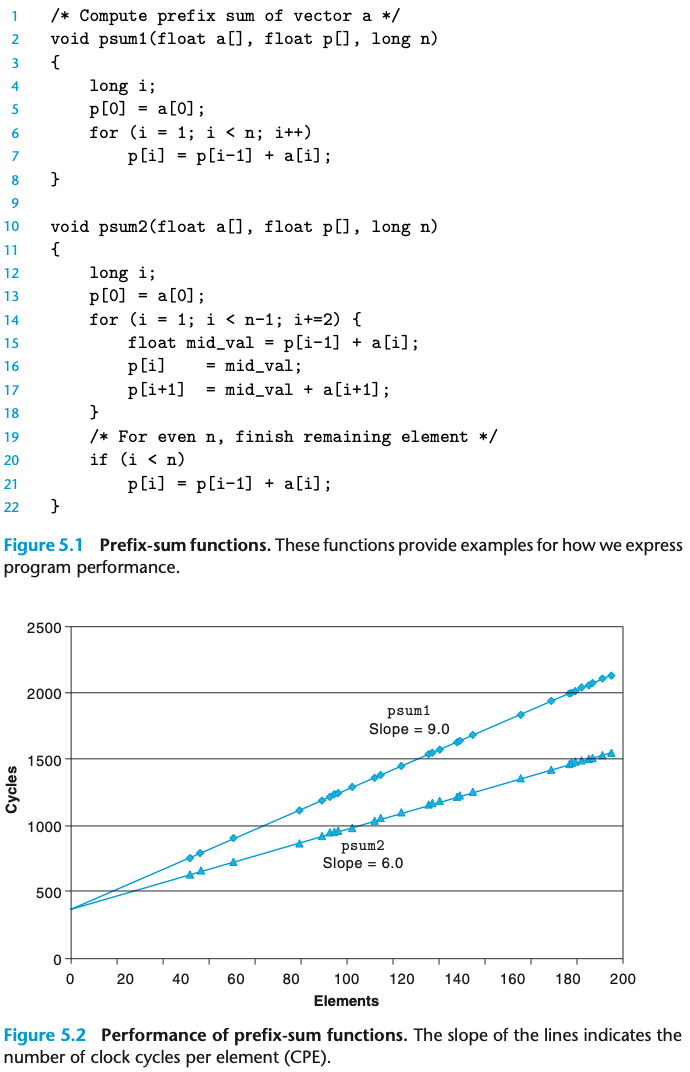 1 /* Compute prefix sum of vector a */
2 void psum1(float a[], float p[], long n)
3 {
4 long i;
5 p[0] = a[0];
6 for (i = 1; i < n; i++)
7 p[i] = p[i-1] + a[i];
8 }
9
10 void psum2(float a[], float p[], long n)
11 {
12 long i;
13 p[0] = a[0];
14 for (i = 1; i < n-1; i+=2) {
15 float mid_val = p[i-1] + a[i];
16 p[i] = mid_val;
17 p[i+1] = mid_val + a[i+1];
18 }
19 /* For even n, finish remaining element */
20 if (i < n)
21 p[i] = p[i-1] + a[i];
22 }
Figure 5.1 Prefix-sum functions. These functions provide examples for how we express
program performance.
2500
2000
1500
1000
500
0
Cycles
psum1
Slope = 9.0
psum2
Slope = 6.0
0 20 40 60 80 100 120 140 160 180 200
Elements
Figure 5.2 Performance of prefix-sum functions. The slope of the lines indicates the
number of clock cycles per element (CPE).